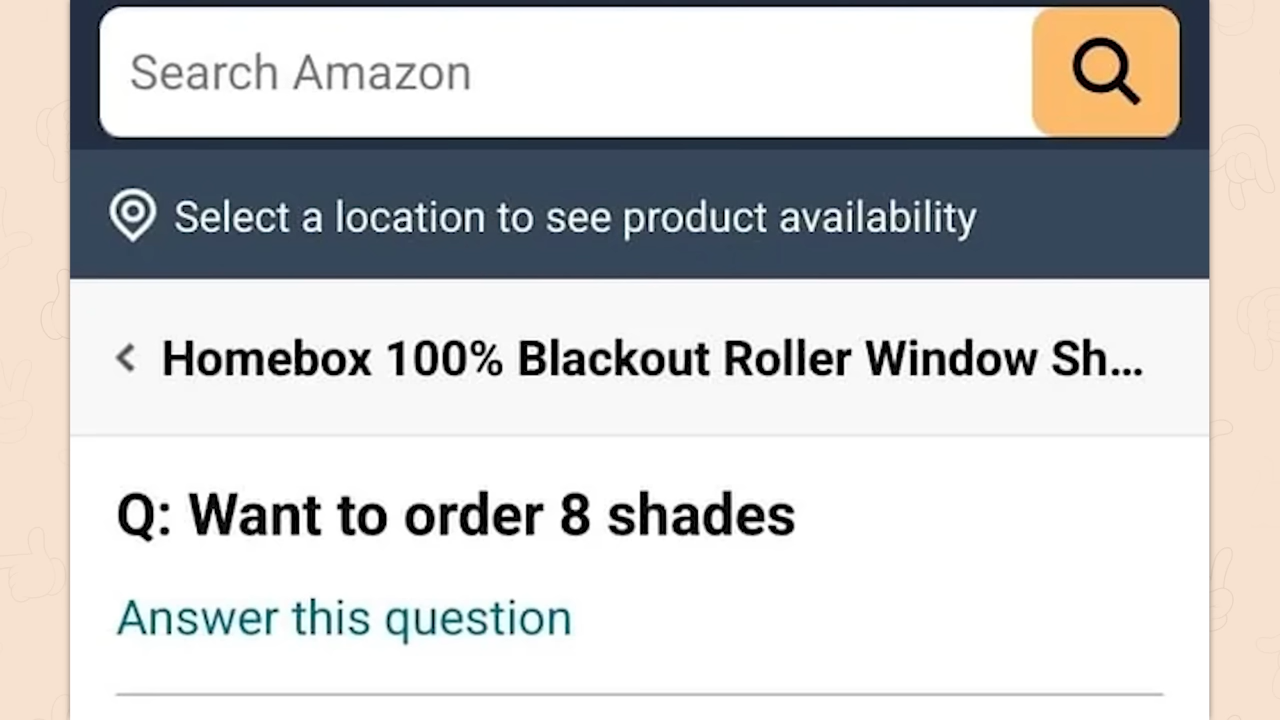 Search Amazon
Select a location to see product availability
Homebox 100% Blackout Roller Window Sh...
Q: Want to order 8 shades
Answer this question